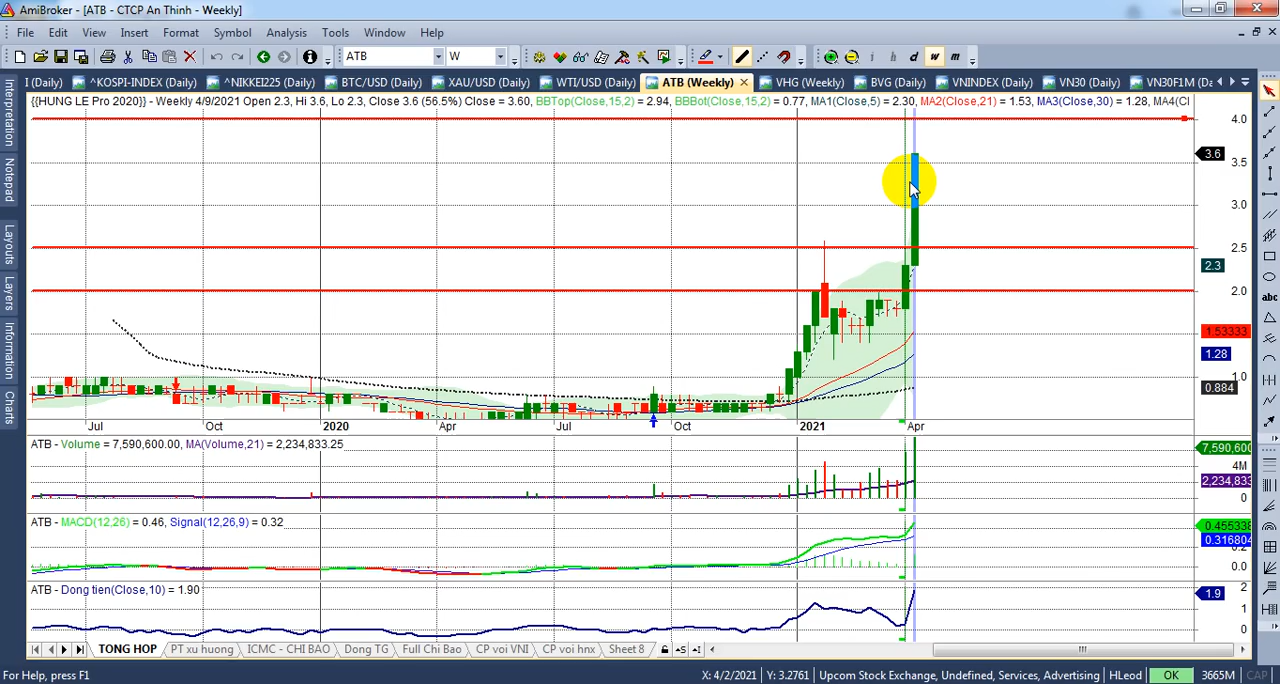 AmiBroker - [ATB - CTCP An Thinh - Weekly]
File Edit View Insert Format Symbol Analysis Tools Window Help
ATB W i h d w m
I (Daily) ^KOSPI-INDEX (Daily) ^NIKKEI225 (Daily) BTC/USD (Daily) XAU/USD (Daily) WTI/USD (Daily) ATB (Weekly) VHG (Weekly) BVG (Daily) VNINDEX (Daily) VN30 (Daily) VN30F1M (Da
{{HUNG LE Pro 2020}} - Weekly 4/9/2021 Open 2.3, Hi 3.6, Lo 2.3, Close 3.6 (56.5%) Close = 3.60, BBTop(Close,15,2) = 2.94, BBBot(Close,15,2) = 0.77, MA1(Close,5) = 2.30, MA2(Close,21) = 1.53, MA3(Close,30) = 1.28, MA4(Cl
Interpretation
Notepad
Layouts
Layers
Information
Charts
abc
4.0
3.6
3.5
3.0
2.5
2.3
2.0
1.53333
1.28
1.0
0.884
Jul Oct 2020 Apr Jul Oct 2021 Apr
ATB - Volume = 7,590,600.00, MA(Volume,21) = 2,234,833.25
7,590,600
4M
2,234,833
0
ATB - MACD(12,26) = 0.46, Signal(12,26,9) = 0.32
0.455338
0.316804
0.2
0.0
ATB - Dong tien(Close,10) = 1.90
2
1.9
1
0
TONG HOP PT xu huong ICMC - CHI BAO Dong TG Full Chi Bao CP voi VNI CP voi hnx Sheet 8
For Help, press F1 X: 4/2/2021 Y: 3.2761 Upcom Stock Exchange, Undefined, Services, Advertising HLeod OK 3665M CAP